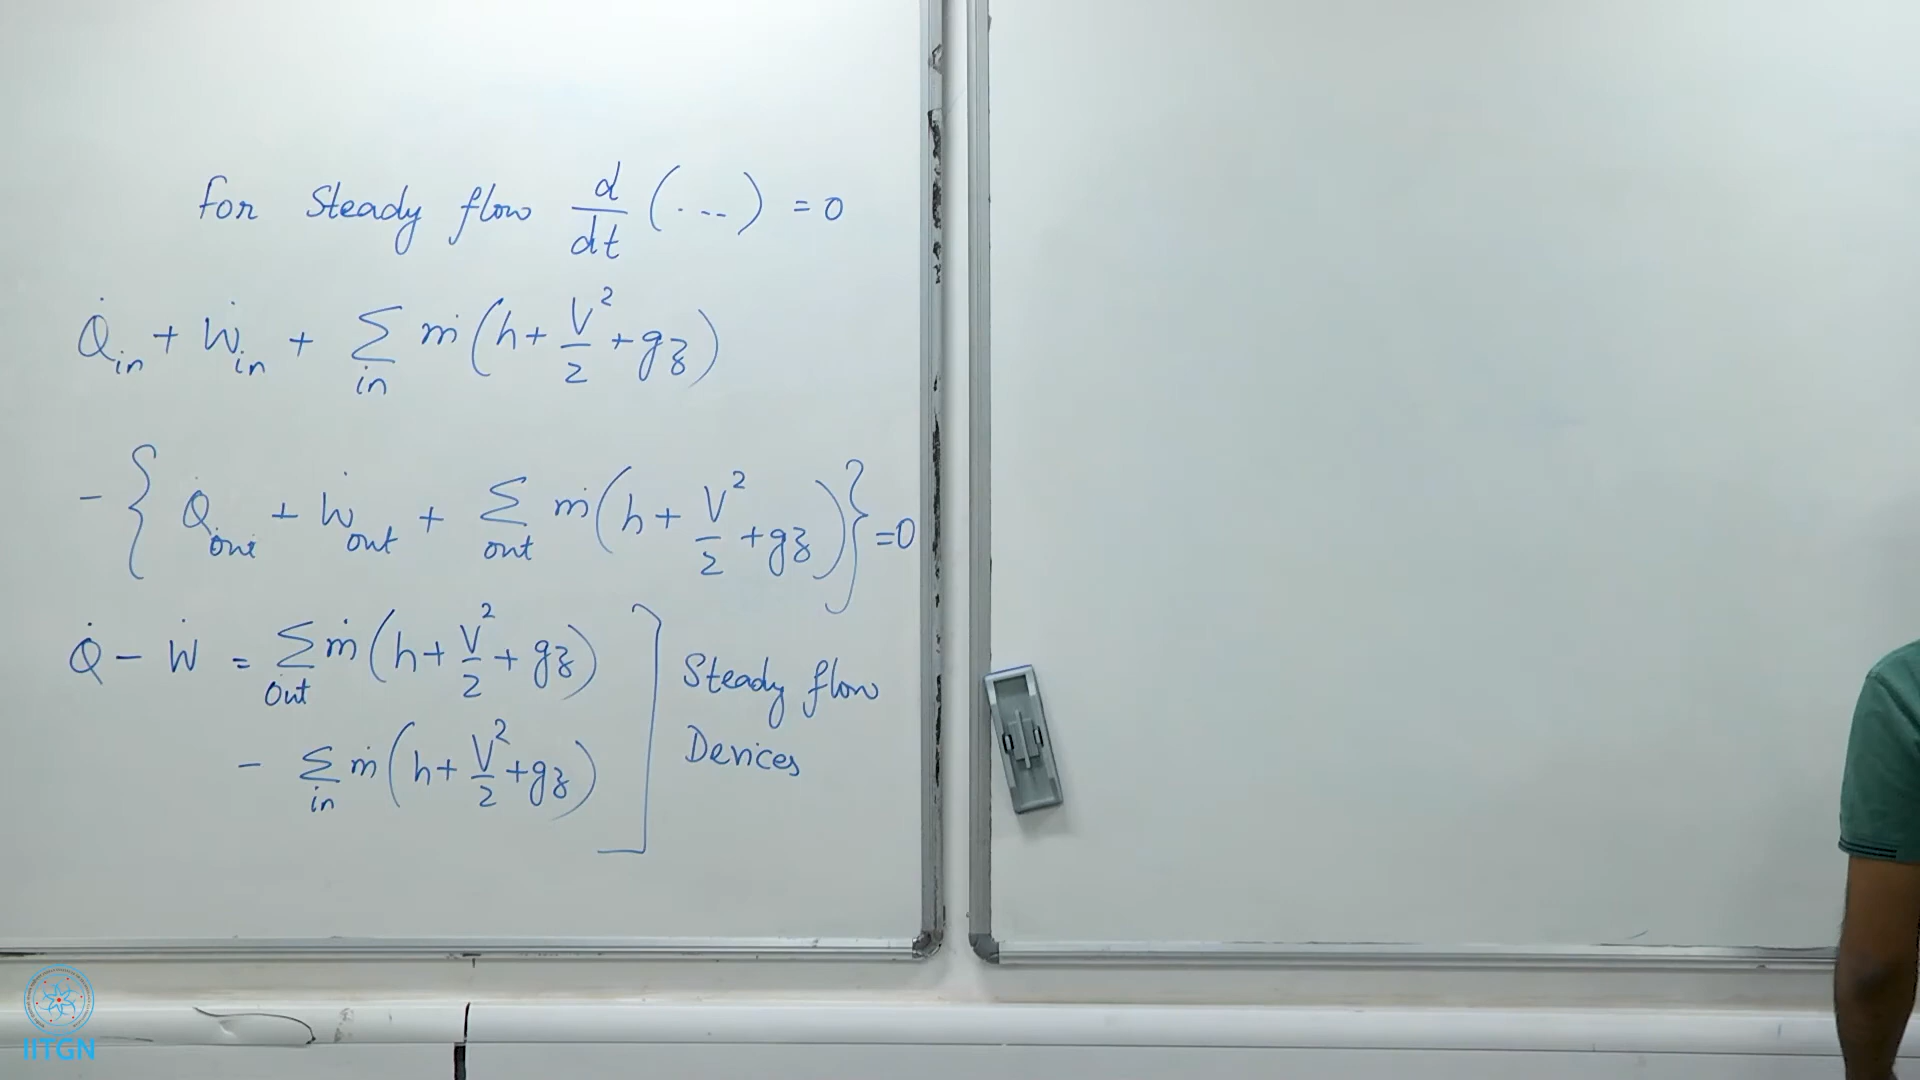 for Steady flow d/dt (...) = 0
Q̇in + Ẇin + Σin ṁ(h + V²/2 + gz)
- { Q̇out + Ẇout + Σout ṁ(h + V²/2 + gz) } = 0
Q̇ - Ẇ = Σout ṁ(h + V²/2 + gz)
- Σin ṁ(h + V²/2 + gz)
Steady flow
Devices
IITGN